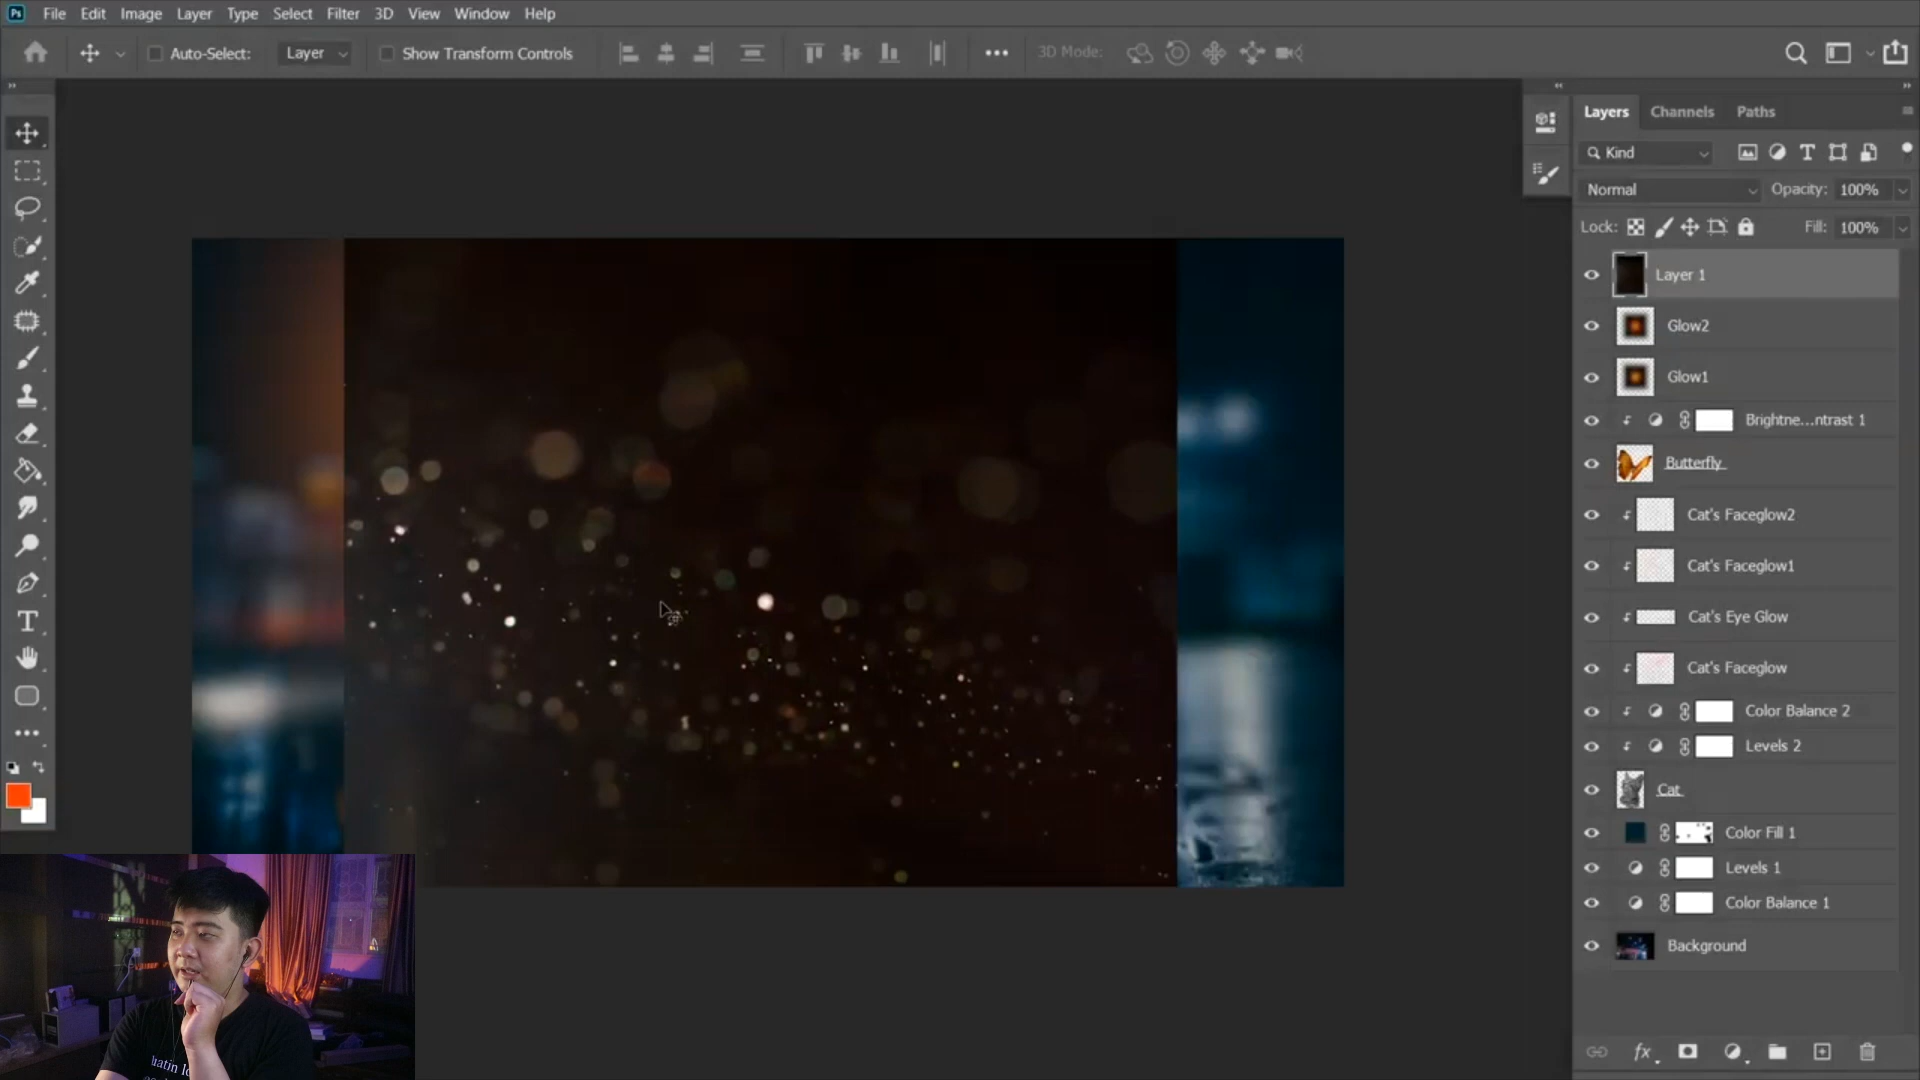 Ps File Edit Image Layer Type Select Filter 3D View Window Help
Auto-Select: Layer Show Transform Controls 3D Mode:
Layers Channels Paths
Kind
Normal Opacity: 100%
Lock: Fill: 100%
Layer 1
Glow2
Glow1
Brightne...ntrast 1
Butterfly
Cat's Faceglow2
Cat's Faceglow1
Cat's Eye Glow
Cat's Faceglow
Color Balance 2
Levels 2
Cat
Color Fill 1
Levels 1
Color Balance 1
Background
fx